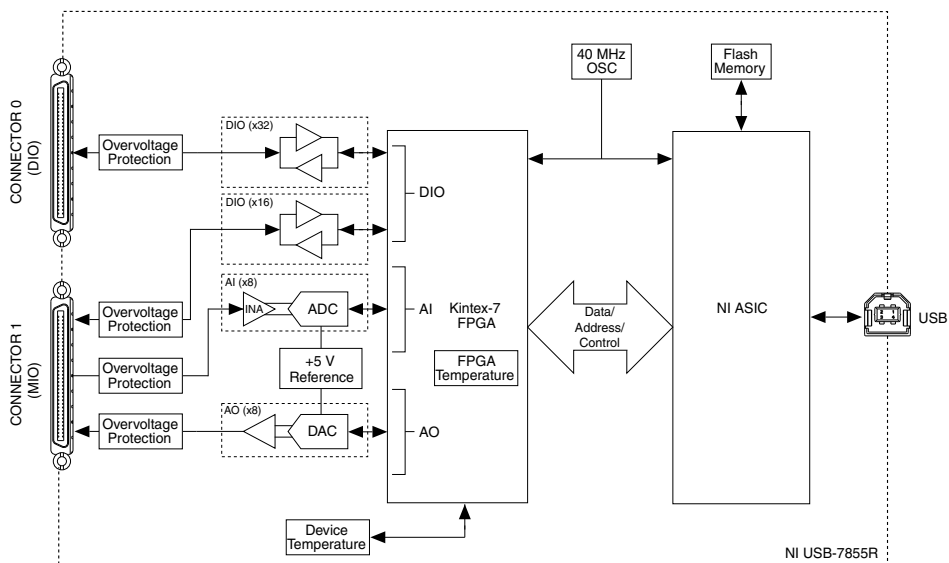 CONNECTOR 0
(DIO)
Overvoltage
Protection
DIO (x32)
DIO (x16)
DIO
40 MHz
OSC
Flash
Memory
CONNECTOR 1
(MIO)
Overvoltage
Protection
Overvoltage
Protection
Overvoltage
Protection
AI (x8)
INA
ADC
AI
+5 V
Reference
AO (x8)
DAC
AO
Kintex-7
FPGA
FPGA
Temperature
Data/
Address/
Control
NI ASIC
USB
Device
Temperature
NI USB-7855R